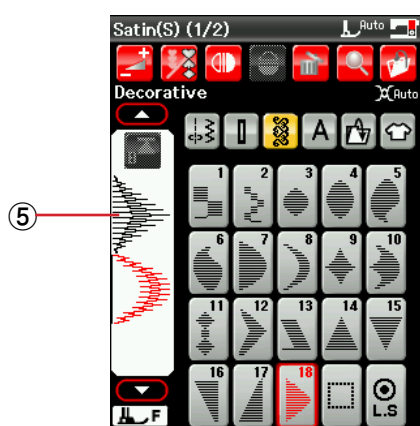 Satin(S) (1/2) Auto
Decorative Auto
A
1 2 3 4 5
⑤
6 7 8 9 10
11 12 13 14 15
16 17 18 L.S
F